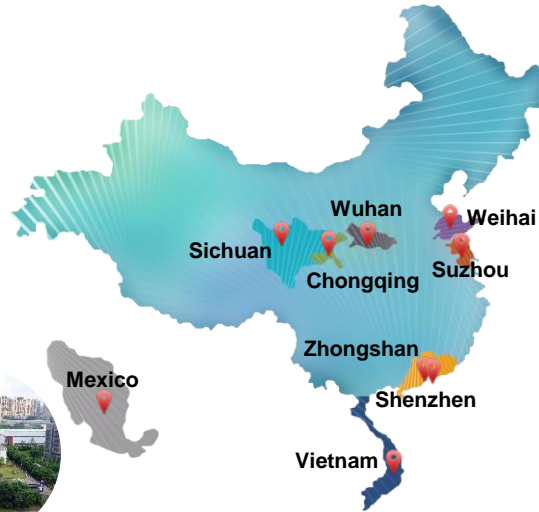 Wuhan
Weihai
Sichuan
Suzhou
Chongqing
Zhongshan
Mexico
Shenzhen
Vietnam